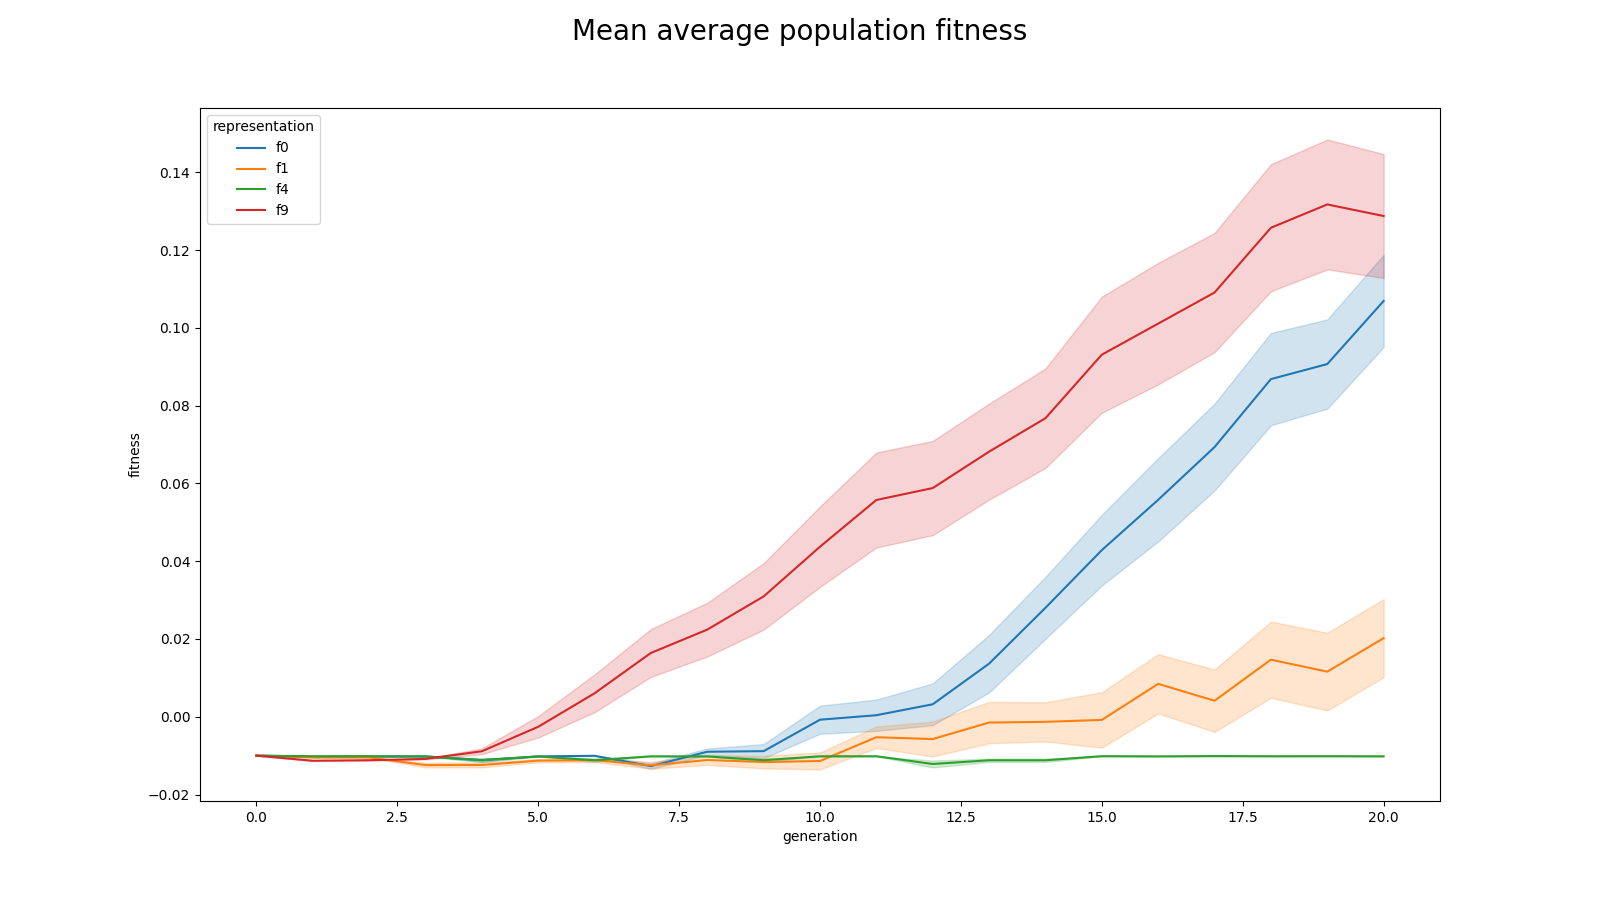 Mean average population fitness
representation
f0
f1
f4
f9
0.14
0.12
0.10
0.08
0.06
0.04
0.02
0.00
−0.02
fitness
0.0 2.5 5.0 7.5 10.0 12.5 15.0 17.5 20.0
generation